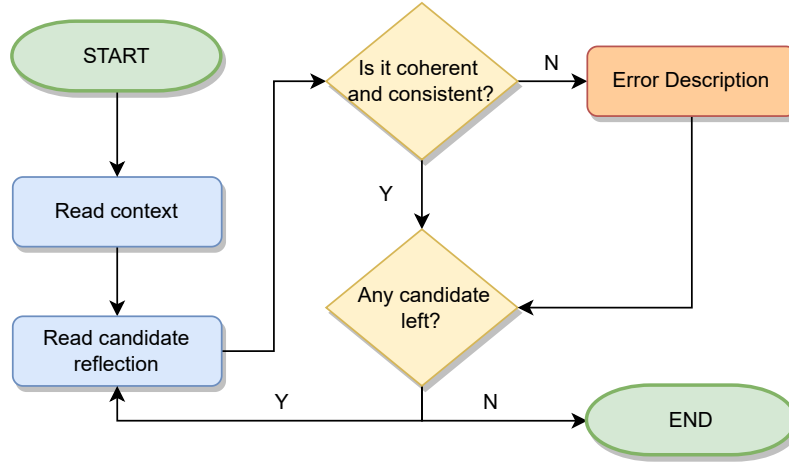 START
Read context
Read candidate
reflection
Is it coherent
and consistent?
N
Error Description
Y
Any candidate
left?
Y
N
END